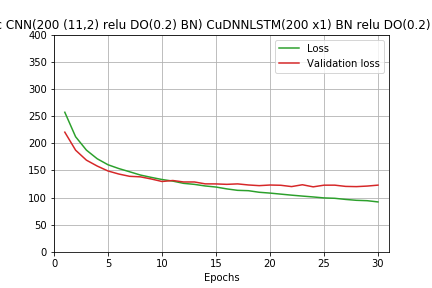 : CNN(200 (11,2) relu DO(0.2) BN) CuDNNLSTM(200 x1) BN relu DO(0.2)
400
350
300
250
200
150
100
50
0
Loss
Validation loss
0 5 10 15 20 25 30
Epochs